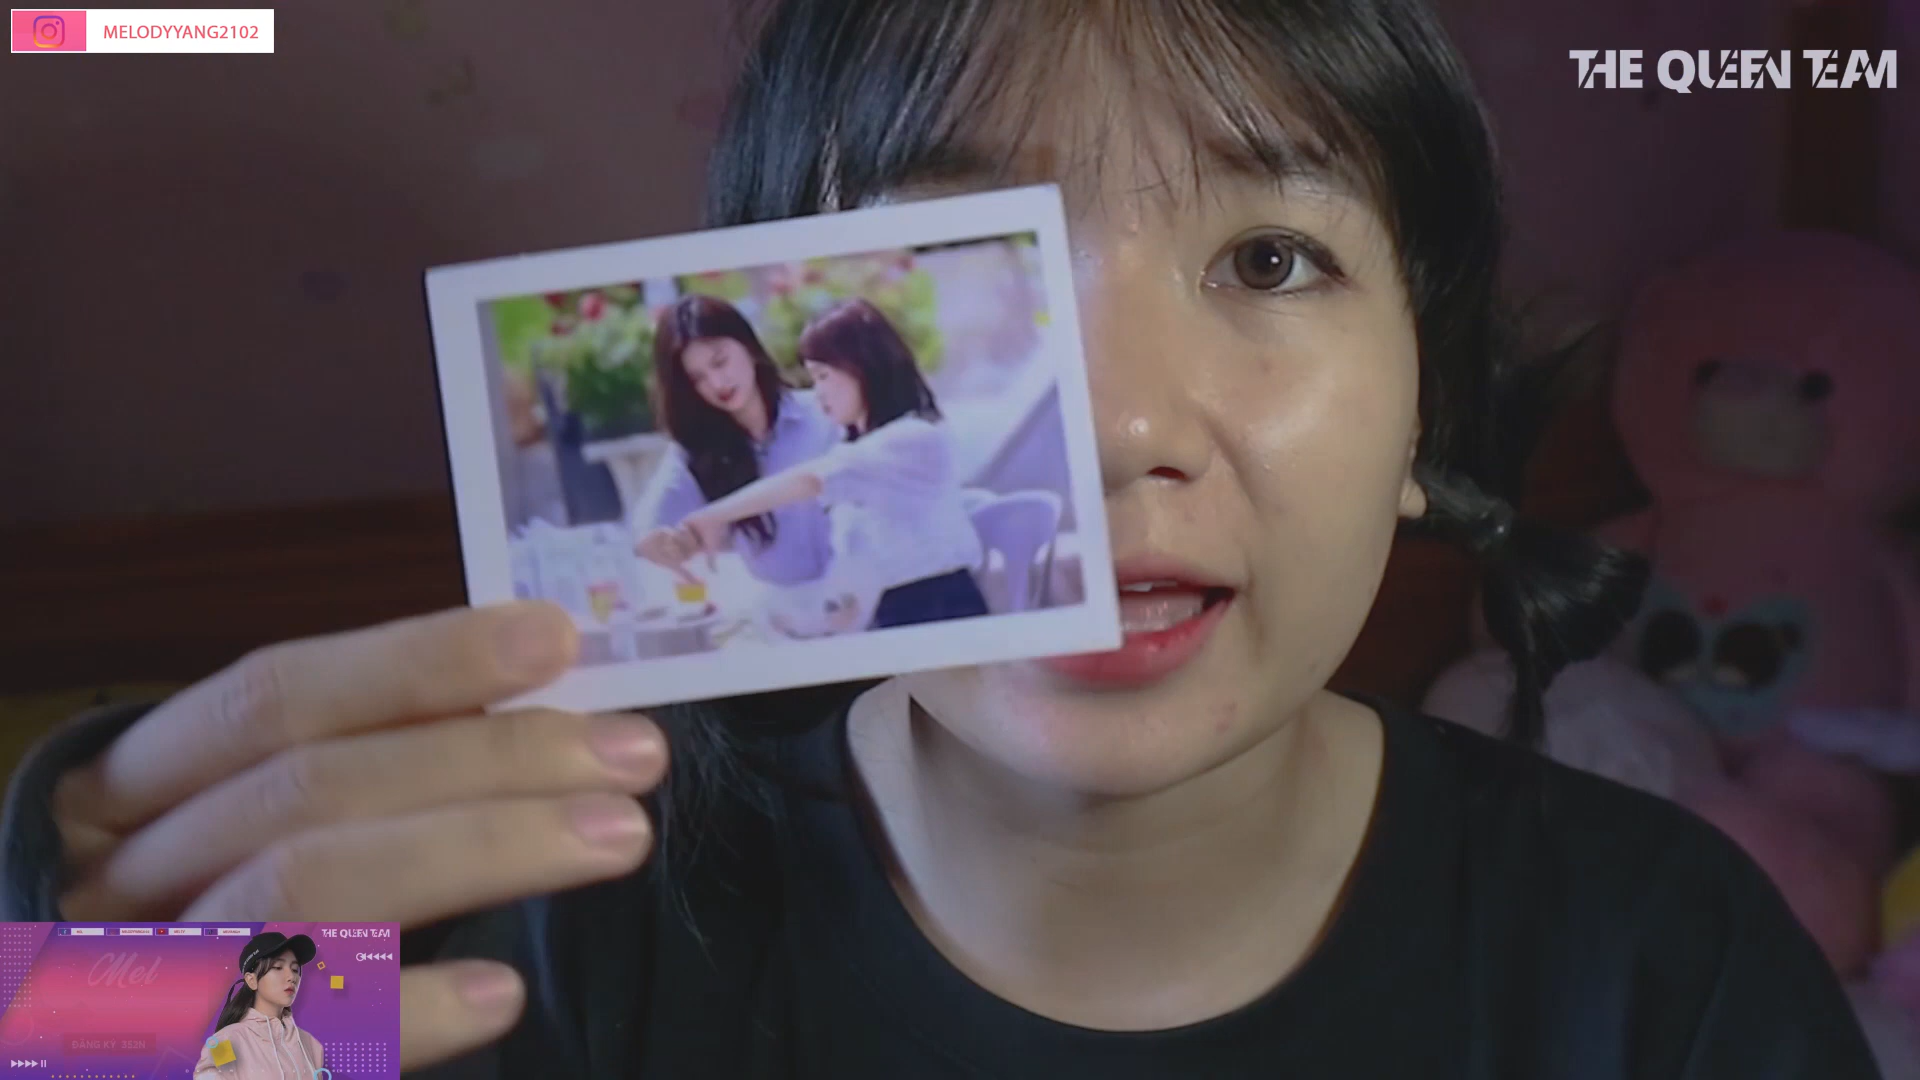 MELODYYANG2102
THE QUEEN TEAM
THE QUEEN TEAM
Mel
ĐĂNG KÝ 352N